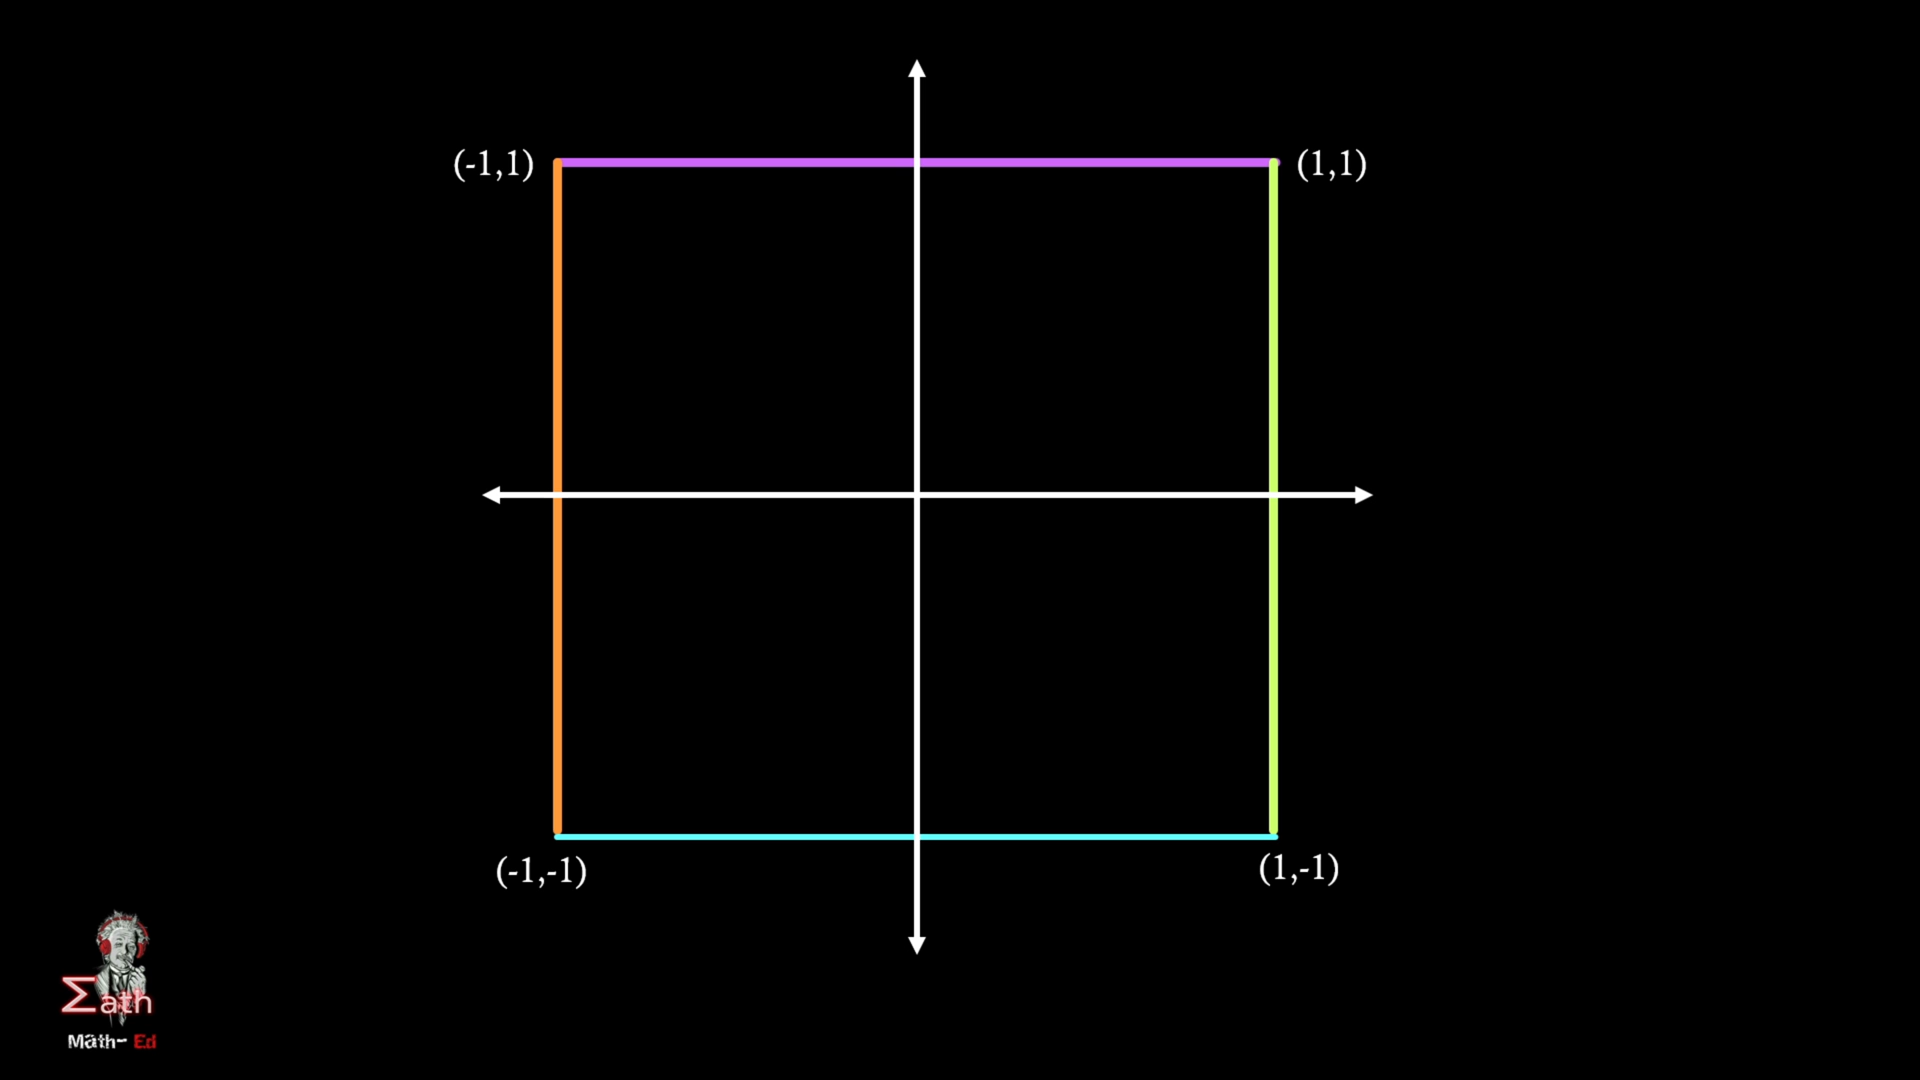 (-1,1)
(1,1)
(-1,-1)
(1,-1)
Σath
Math- Ed